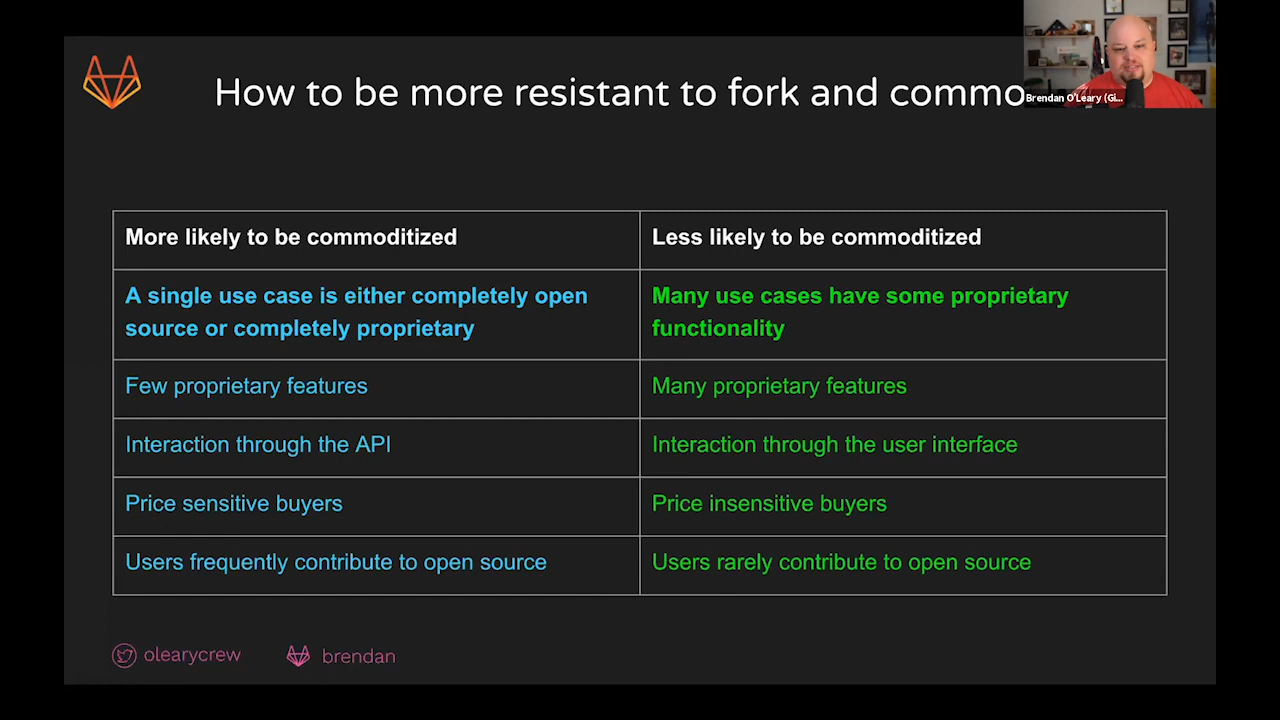 How to be more resistant to fork and commo
Brendan O'Leary (Gi...
More likely to be commoditized
Less likely to be commoditized
A single use case is either completely open
source or completely proprietary
Many use cases have some proprietary
functionality
Few proprietary features
Many proprietary features
Interaction through the API
Interaction through the user interface
Price sensitive buyers
Price insensitive buyers
Users frequently contribute to open source
Users rarely contribute to open source
olearycrew
brendan